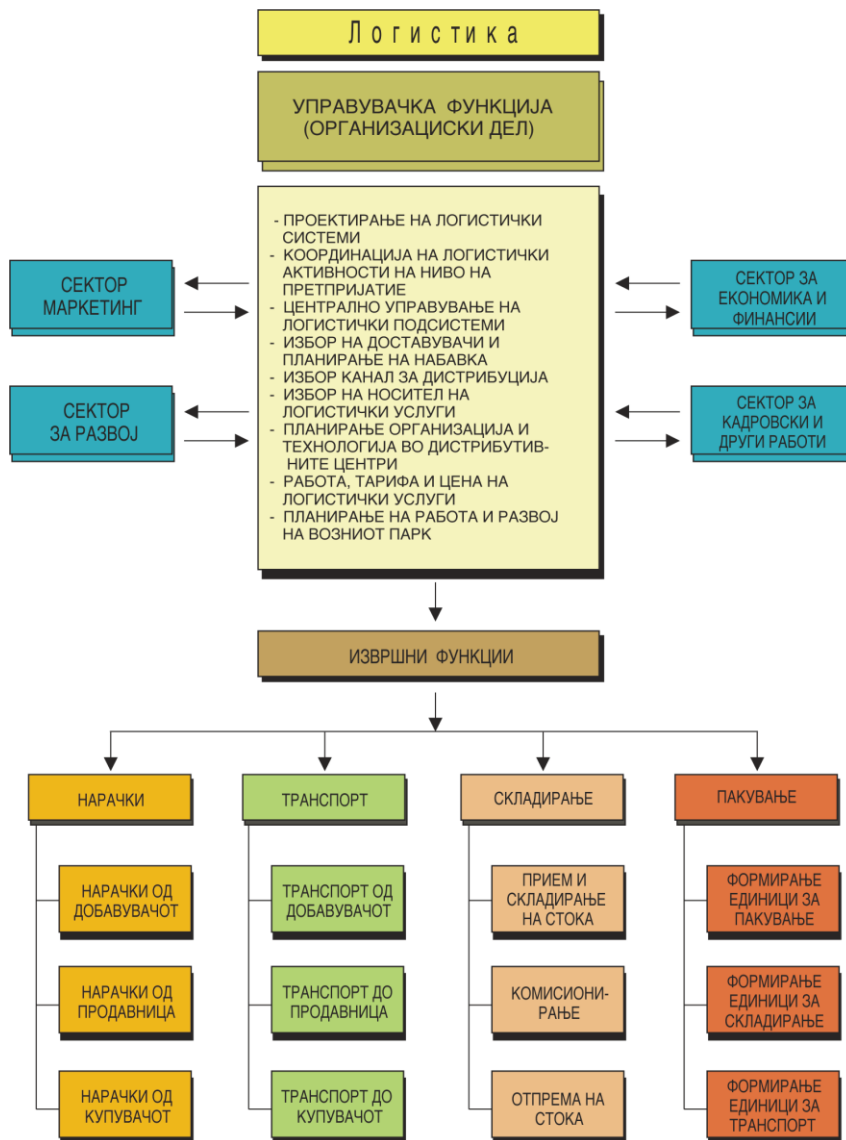 Логистика
УПРАВУВАЧКА ФУНКЦИЈА
(ОРГАНИЗАЦИСКИ ДЕЛ)
- ПРОЕКТИРАЊЕ НА ЛОГИСТИЧКИ
СИСТЕМИ
- КООРДИНАЦИЈА НА ЛОГИСТИЧКИ
АКТИВНОСТИ НА НИВО НА
ПРЕТПРИЈАТИЕ
- ЦЕНТРАЛНО УПРАВУВАЊЕ НА
ЛОГИСТИЧКИ ПОДСИСТЕМИ
- ИЗБОР НА ДОСТАВУВАЧИ И
ПЛАНИРАЊЕ НА НАБАВКА
- ИЗБОР КАНАЛ ЗА ДИСТРИБУЦИЈА
- ИЗБОР НА НОСИТЕЛ НА
ЛОГИСТИЧКИ УСЛУГИ
- ПЛАНИРАЊЕ ОРГАНИЗАЦИЈА И
ТЕХНОЛОГИЈА ВО ДИСТРИБУТИВ-
НИТЕ ЦЕНТРИ
- РАБОТА, ТАРИФА И ЦЕНА НА
ЛОГИСТИЧКИ УСЛУГИ
- ПЛАНИРАЊЕ НА РАБОТА И РАЗВОЈ
НА ВОЗНИОТ ПАРК
СЕКТОР
МАРКЕТИНГ
СЕКТОР
ЗА РАЗВОЈ
СЕКТОР ЗА
ЕКОНОМИКА И
ФИНАНСИИ
СЕКТОР ЗА
КАДРОВСКИ И
ДРУГИ РАБОТИ
ИЗВРШНИ ФУНКЦИИ
НАРАЧКИ
НАРАЧКИ ОД
ДОБАВУВАЧОТ
НАРАЧКИ ОД
ПРОДАВНИЦА
НАРАЧКИ ОД
КУПУВАЧОТ
ТРАНСПОРТ
ТРАНСПОРТ ОД
ДОБАВУВАЧОТ
ТРАНСПОРТ ДО
ПРОДАВНИЦА
ТРАНСПОРТ ДО
КУПУВАЧОТ
СКЛАДИРАЊЕ
ПРИЕМ И
СКЛАДИРАЊЕ
НА СТОКА
КОМИСИОНИ-
РАЊЕ
ОТПРЕМА НА
СТОКА
ПАКУВАЊЕ
ФОРМИРАЊЕ
ЕДИНИЦИ ЗА
ПАКУВАЊЕ
ФОРМИРАЊЕ
ЕДИНИЦИ ЗА
СКЛАДИРАЊЕ
ФОРМИРАЊЕ
ЕДИНИЦИ ЗА
ТРАНСПОРТ